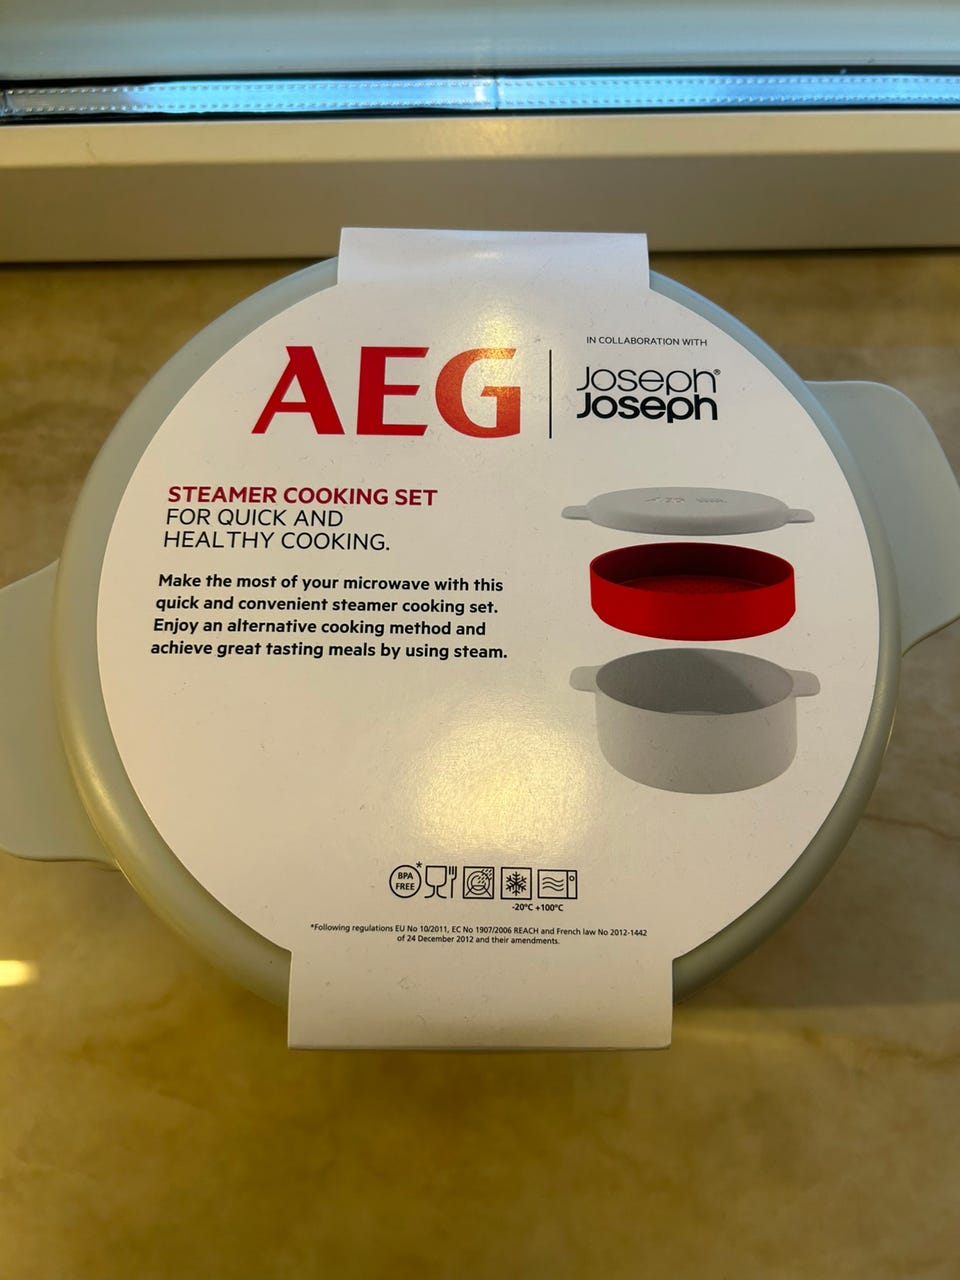 AEG
IN COLLABORATION WITH
Joseph®
Joseph
STEAMER COOKING SET
FOR QUICK AND
HEALTHY COOKING.
Make the most of your microwave with this
quick and convenient steamer cooking set.
Enjoy an alternative cooking method and
achieve great tasting meals by using steam.
BPA
FREE
*
-20°C +100°C
*Following regulations EU No 10/2011, EC No 1907/2006 REACH and French law No 2012-1442
of 24 December 2012 and their amendments.